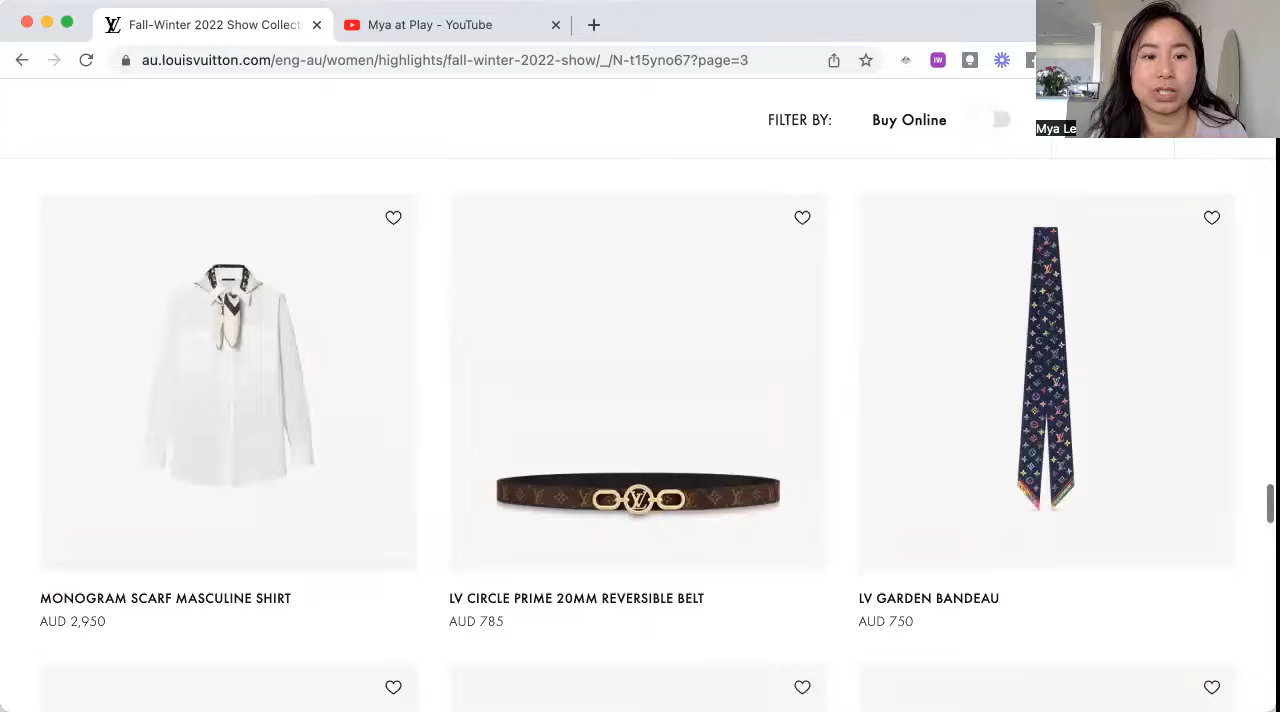 Fall-Winter 2022 Show Collect
Mya at Play - YouTube
au.louisvuitton.com/eng-au/women/highlights/fall-winter-2022-show/_/N-t15yno67?page=3
IW
Mya Le
FILTER BY: Buy Online
MONOGRAM SCARF MASCULINE SHIRT
AUD 2,950
LV CIRCLE PRIME 20MM REVERSIBLE BELT
AUD 785
LV GARDEN BANDEAU
AUD 750